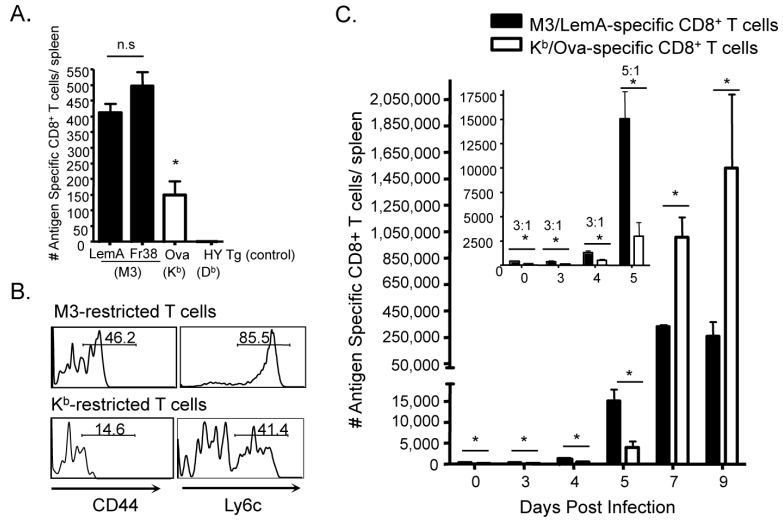 A.
n.s
# Antigen Specific CD8⁺ T cells/ spleen
550
500
450
400
350
300
250
200
150
100
50
0
*
LemA Fr38 Ova HY Tg (control)
(M3) (Kᵇ) (Dᵇ)
B.
M3-restricted T cells
46.2
85.5
Kᵇ-restricted T cells
14.6
41.4
CD44
Ly6c
C.
M3/LemA-specific CD8⁺ T cells
Kᵇ/Ova-specific CD8⁺ T cells
# Antigen Specific CD8+ T cells/ spleen
2,050,000
1,850,000
1,650,000
1,450,000
1,250,000
1,050,000
850,000
650,000
450,000
250,000
50,000
15,000
10,000
5,000
0
17500
15000
12500
10000
7500
5000
2500
0
3:1
*
3:1
*
3:1
*
5:1
*
0 3 4 5
* * * * * *
0 3 4 5 7 9
Days Post Infection